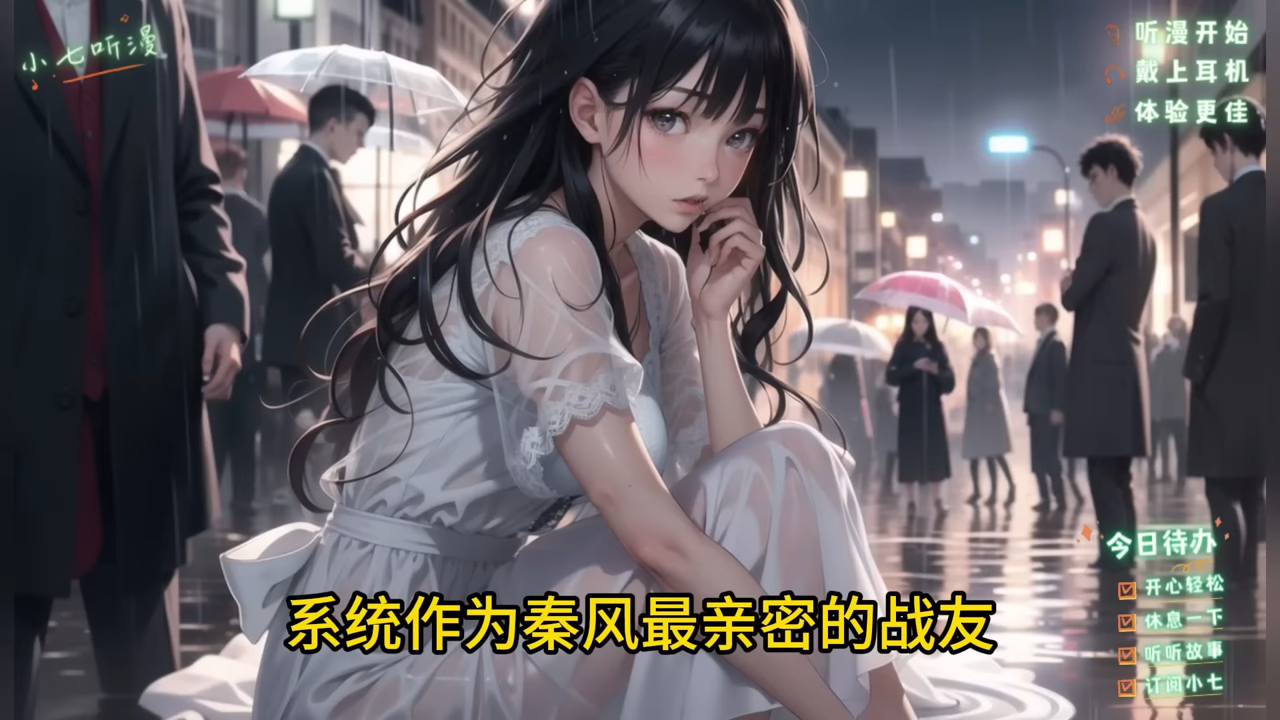 小七听漫
听漫开始
戴上耳机
体验更佳
今日待办
开心轻松
休息一下
听听故事
订阅小七
系统作为秦风最亲密的战友